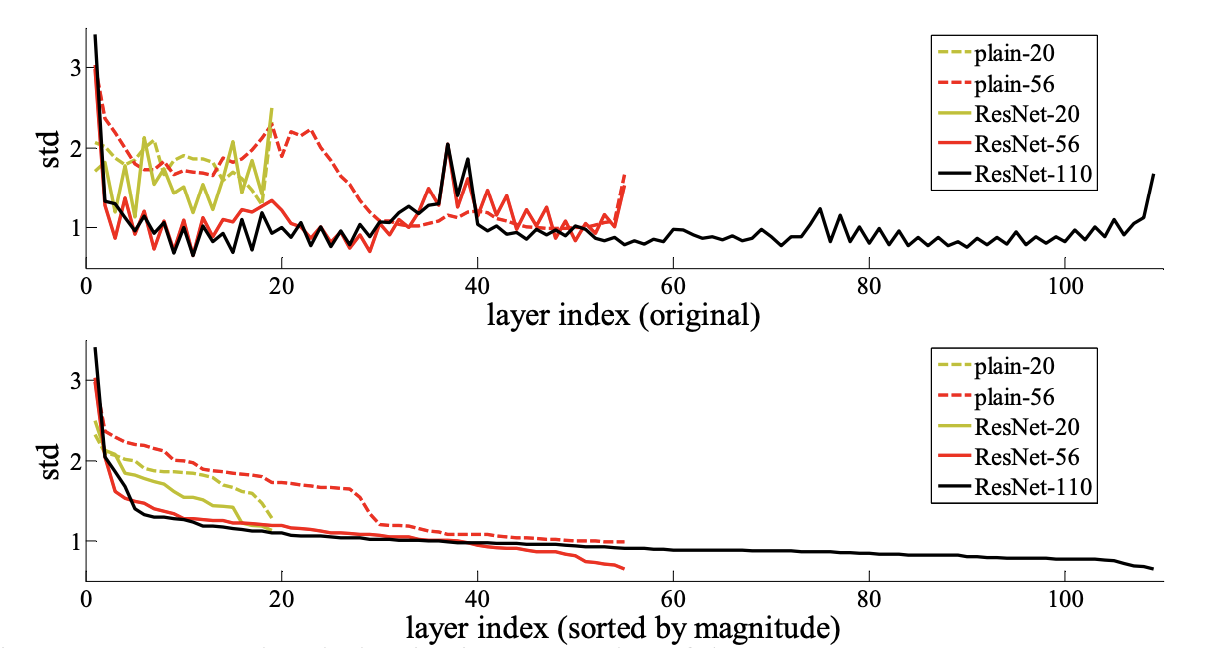 3
2
1
std
plain-20
plain-56
ResNet-20
ResNet-56
ResNet-110
0 20 40 60 80 100
layer index (original)
3
2
1
std
plain-20
plain-56
ResNet-20
ResNet-56
ResNet-110
0 20 40 60 80 100
layer index (sorted by magnitude)